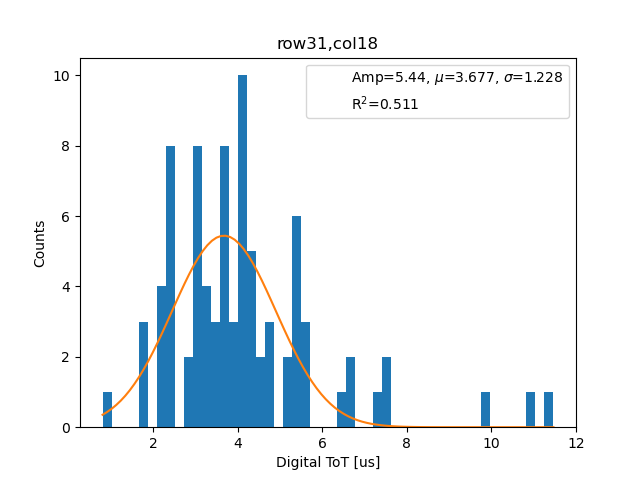 row31,col18
Amp=5.44, μ=3.677, σ=1.228
R²=0.511
Counts
10
8
6
4
2
0
2 4 6 8 10 12
Digital ToT [us]